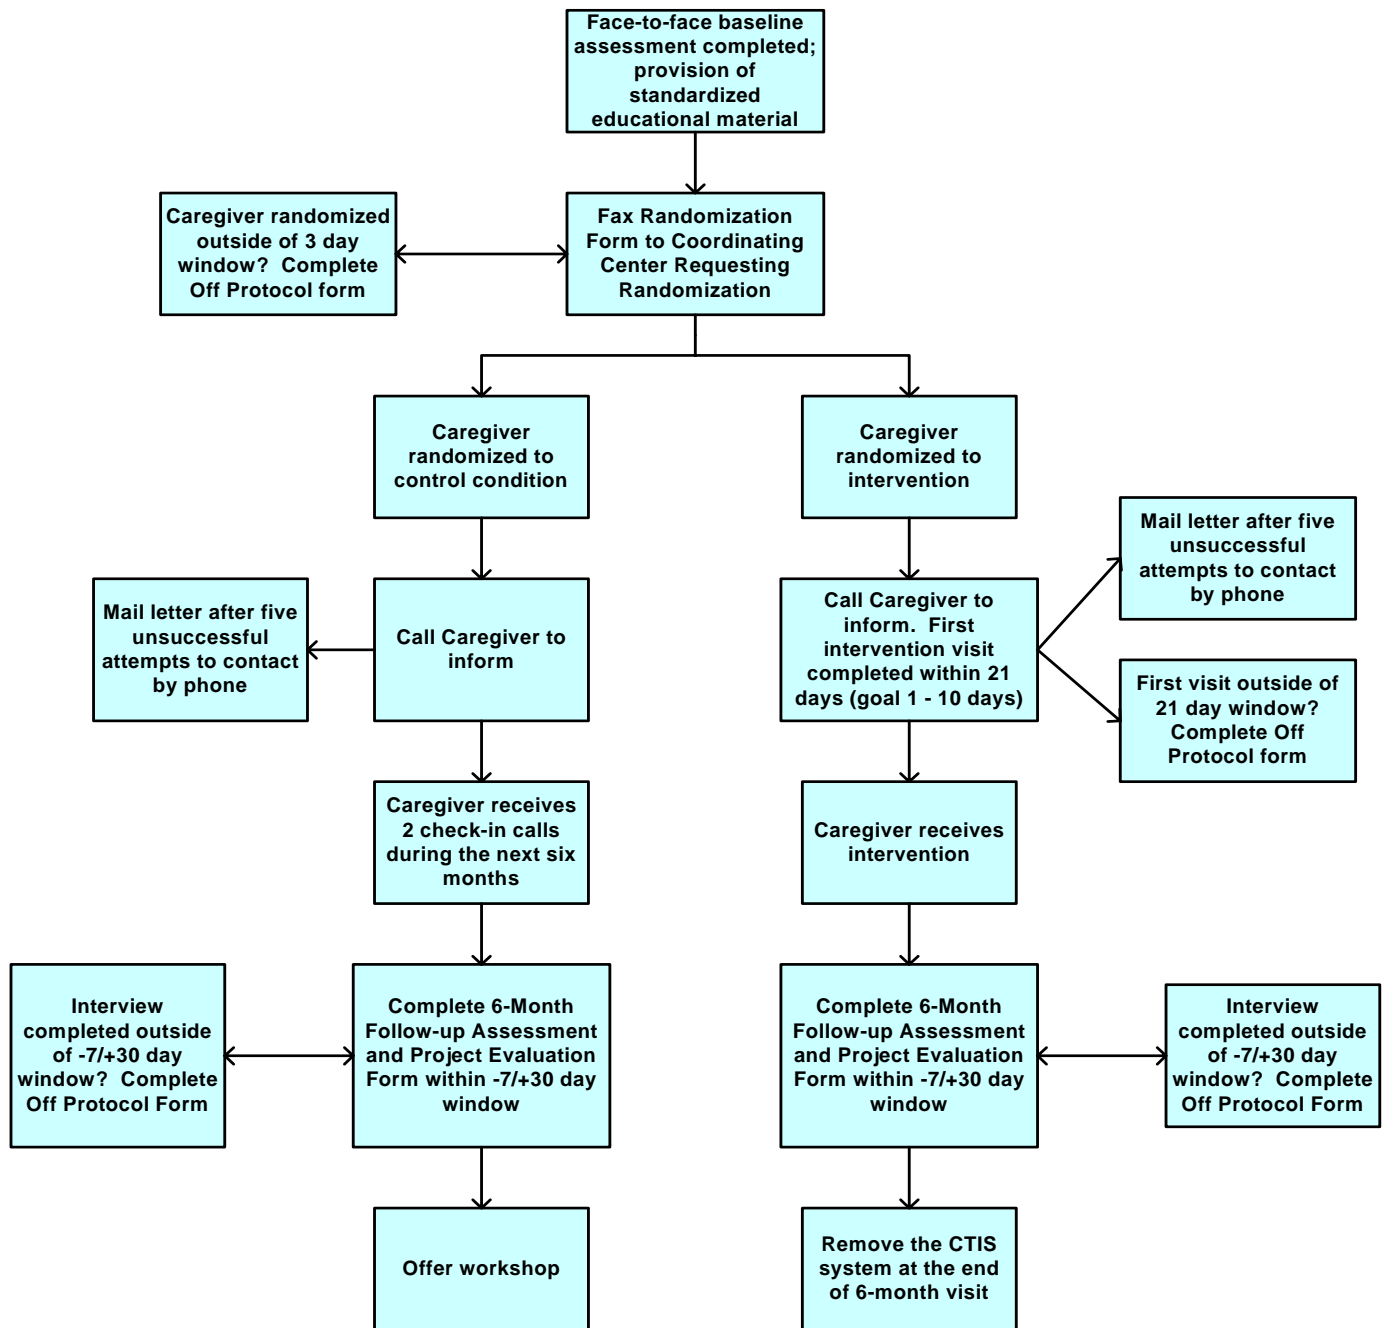 Face-to-face baseline
assessment completed;
provision of
standardized
educational material
Caregiver randomized
outside of 3 day
window?  Complete
Off Protocol form
Fax Randomization
Form to Coordinating
Center Requesting
Randomization
Caregiver
randomized to
control condition
Caregiver
randomized to
intervention
Mail letter after five
unsuccessful
attempts to contact
by phone
Call Caregiver to
inform
Call Caregiver to
inform.  First
intervention visit
completed within 21
days (goal 1 - 10 days)
Mail letter after five
unsuccessful
attempts to contact
by phone
First visit outside of
21 day window?
Complete Off
Protocol form
Caregiver receives
2 check-in calls
during the next six
months
Caregiver receives
intervention
Interview
completed outside
of -7/+30 day
window?  Complete
Off Protocol Form
Complete 6-Month
Follow-up Assessment
and Project Evaluation
Form within -7/+30 day
window
Complete 6-Month
Follow-up Assessment
and Project Evaluation
Form within -7/+30 day
window
Interview
completed outside
of -7/+30 day
window?  Complete
Off Protocol Form
Offer workshop
Remove the CTIS
system at the end
of 6-month visit